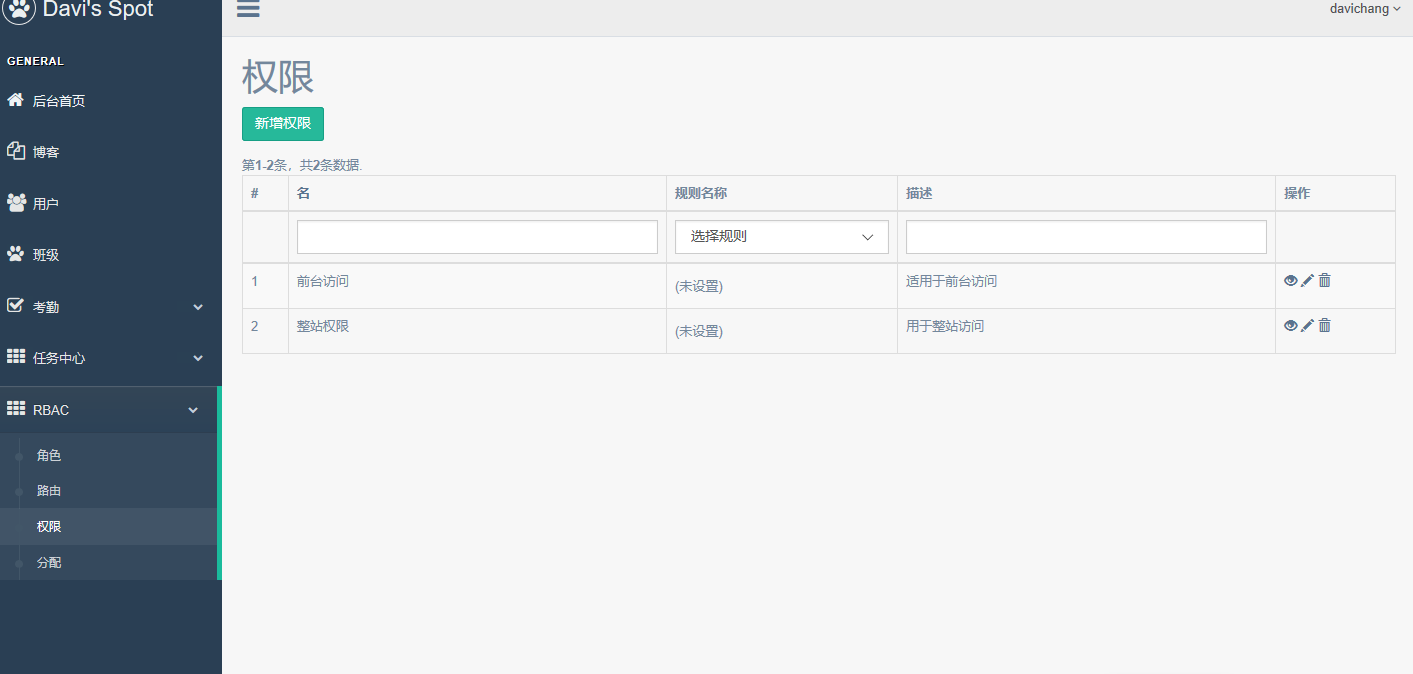 Davi's Spot
davichang
GENERAL
后台首页
博客
用户
班级
考勤
任务中心
RBAC
角色
路由
权限
分配
权限
新增权限
第1-2条，共2条数据.
# 名 规则名称 描述 操作
选择规则
1 前台访问 (未设置) 适用于前台访问
2 整站权限 (未设置) 用于整站访问